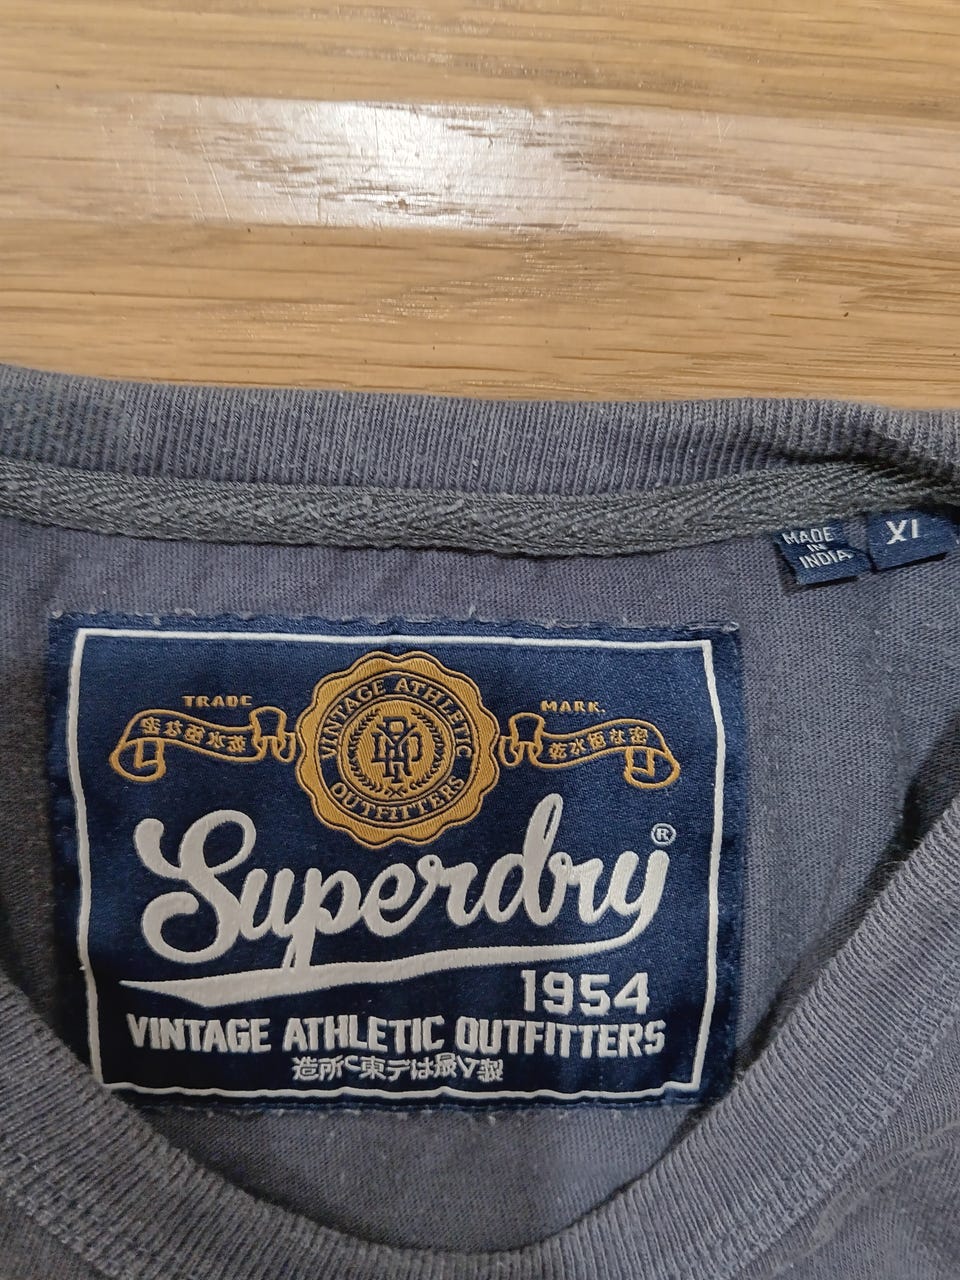 MADE
IN
INDIA
XL
TRADE
MARK.
VINTAGE ATHLETIC
OUTFITTERS
Superdry®
1954
VINTAGE ATHLETIC OUTFITTERS